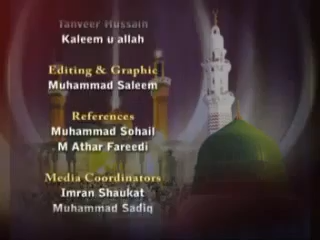 Tanveer Hussain
Kaleem u allah
Editing & Graphic
Muhammad Saleem
References
Muhammad Sohail
M Athar Fareedi
Media Coordinators
Imran Shaukat
Muhammad Sadiq